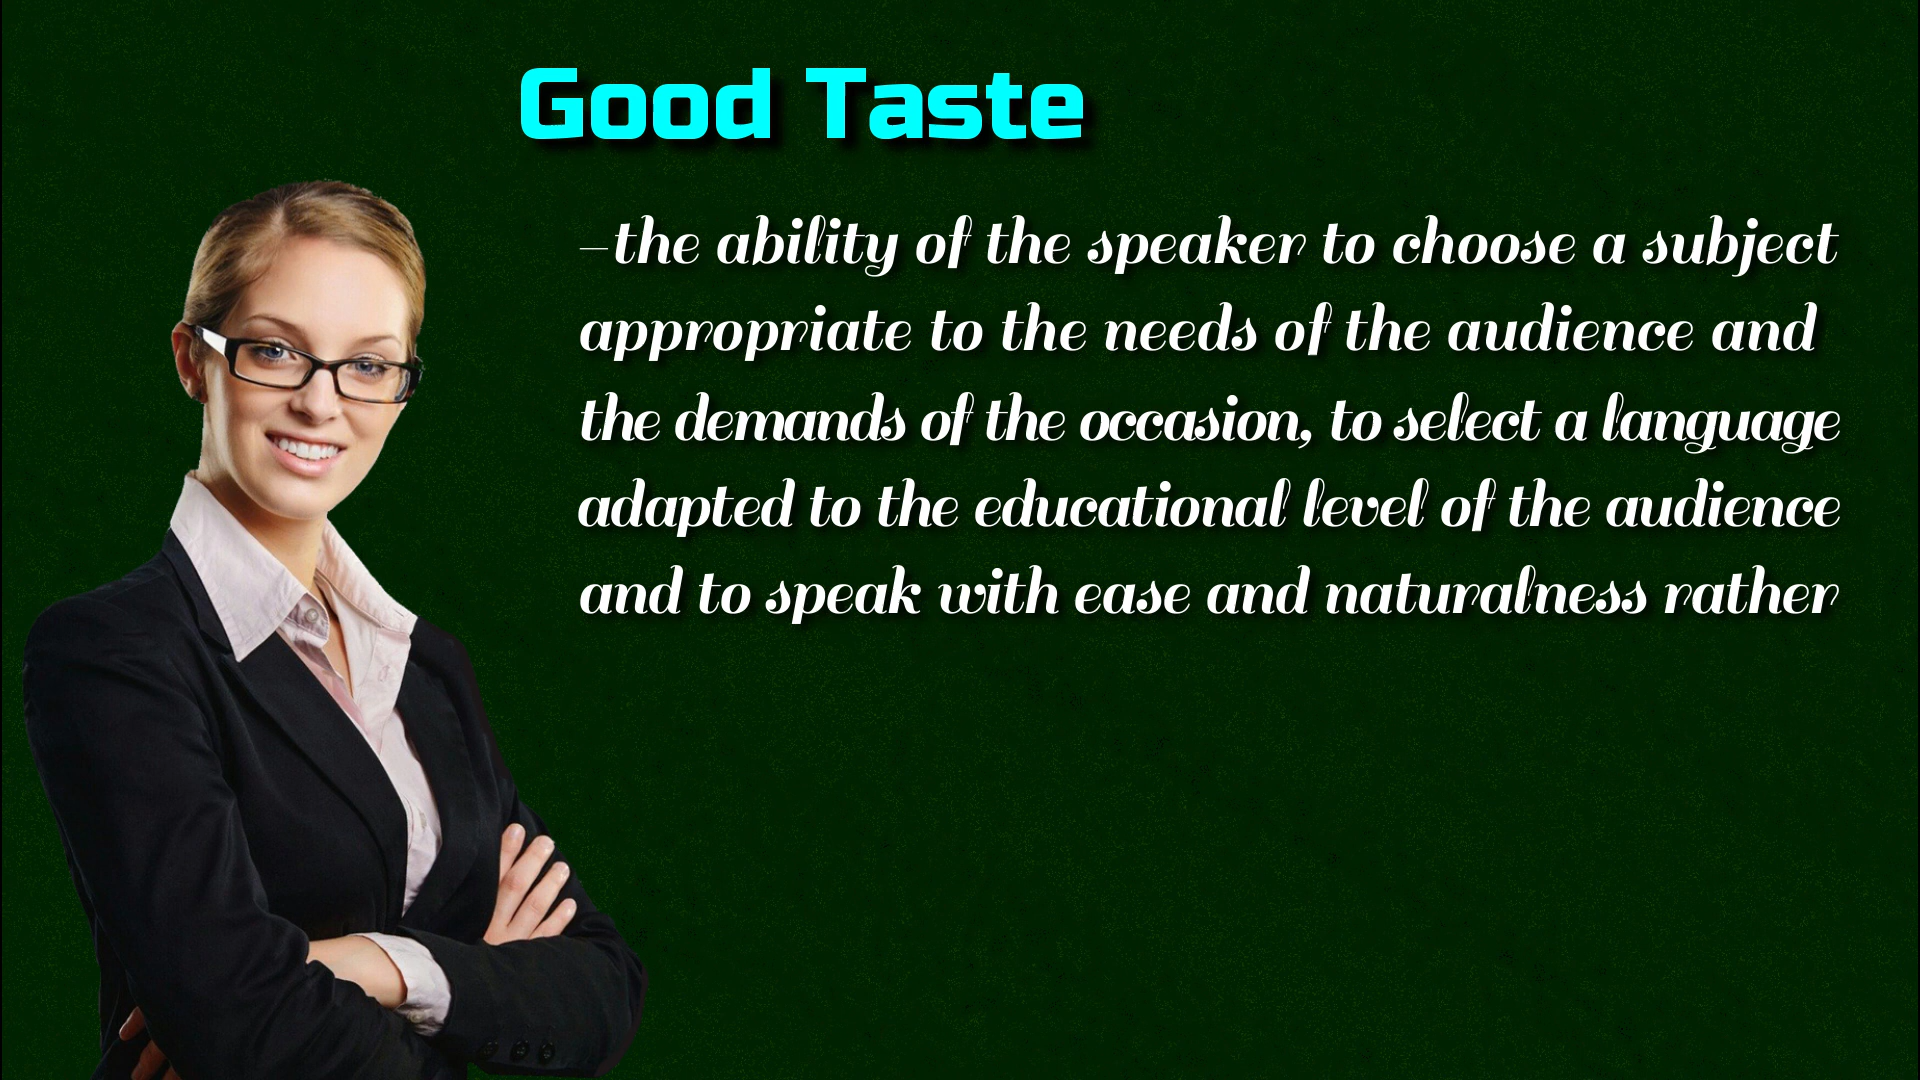 Good Taste
–the ability of the speaker to choose a subject
appropriate to the needs of the audience and
the demands of the occasion, to select a language
adapted to the educational level of the audience
and to speak with ease and naturalness rather